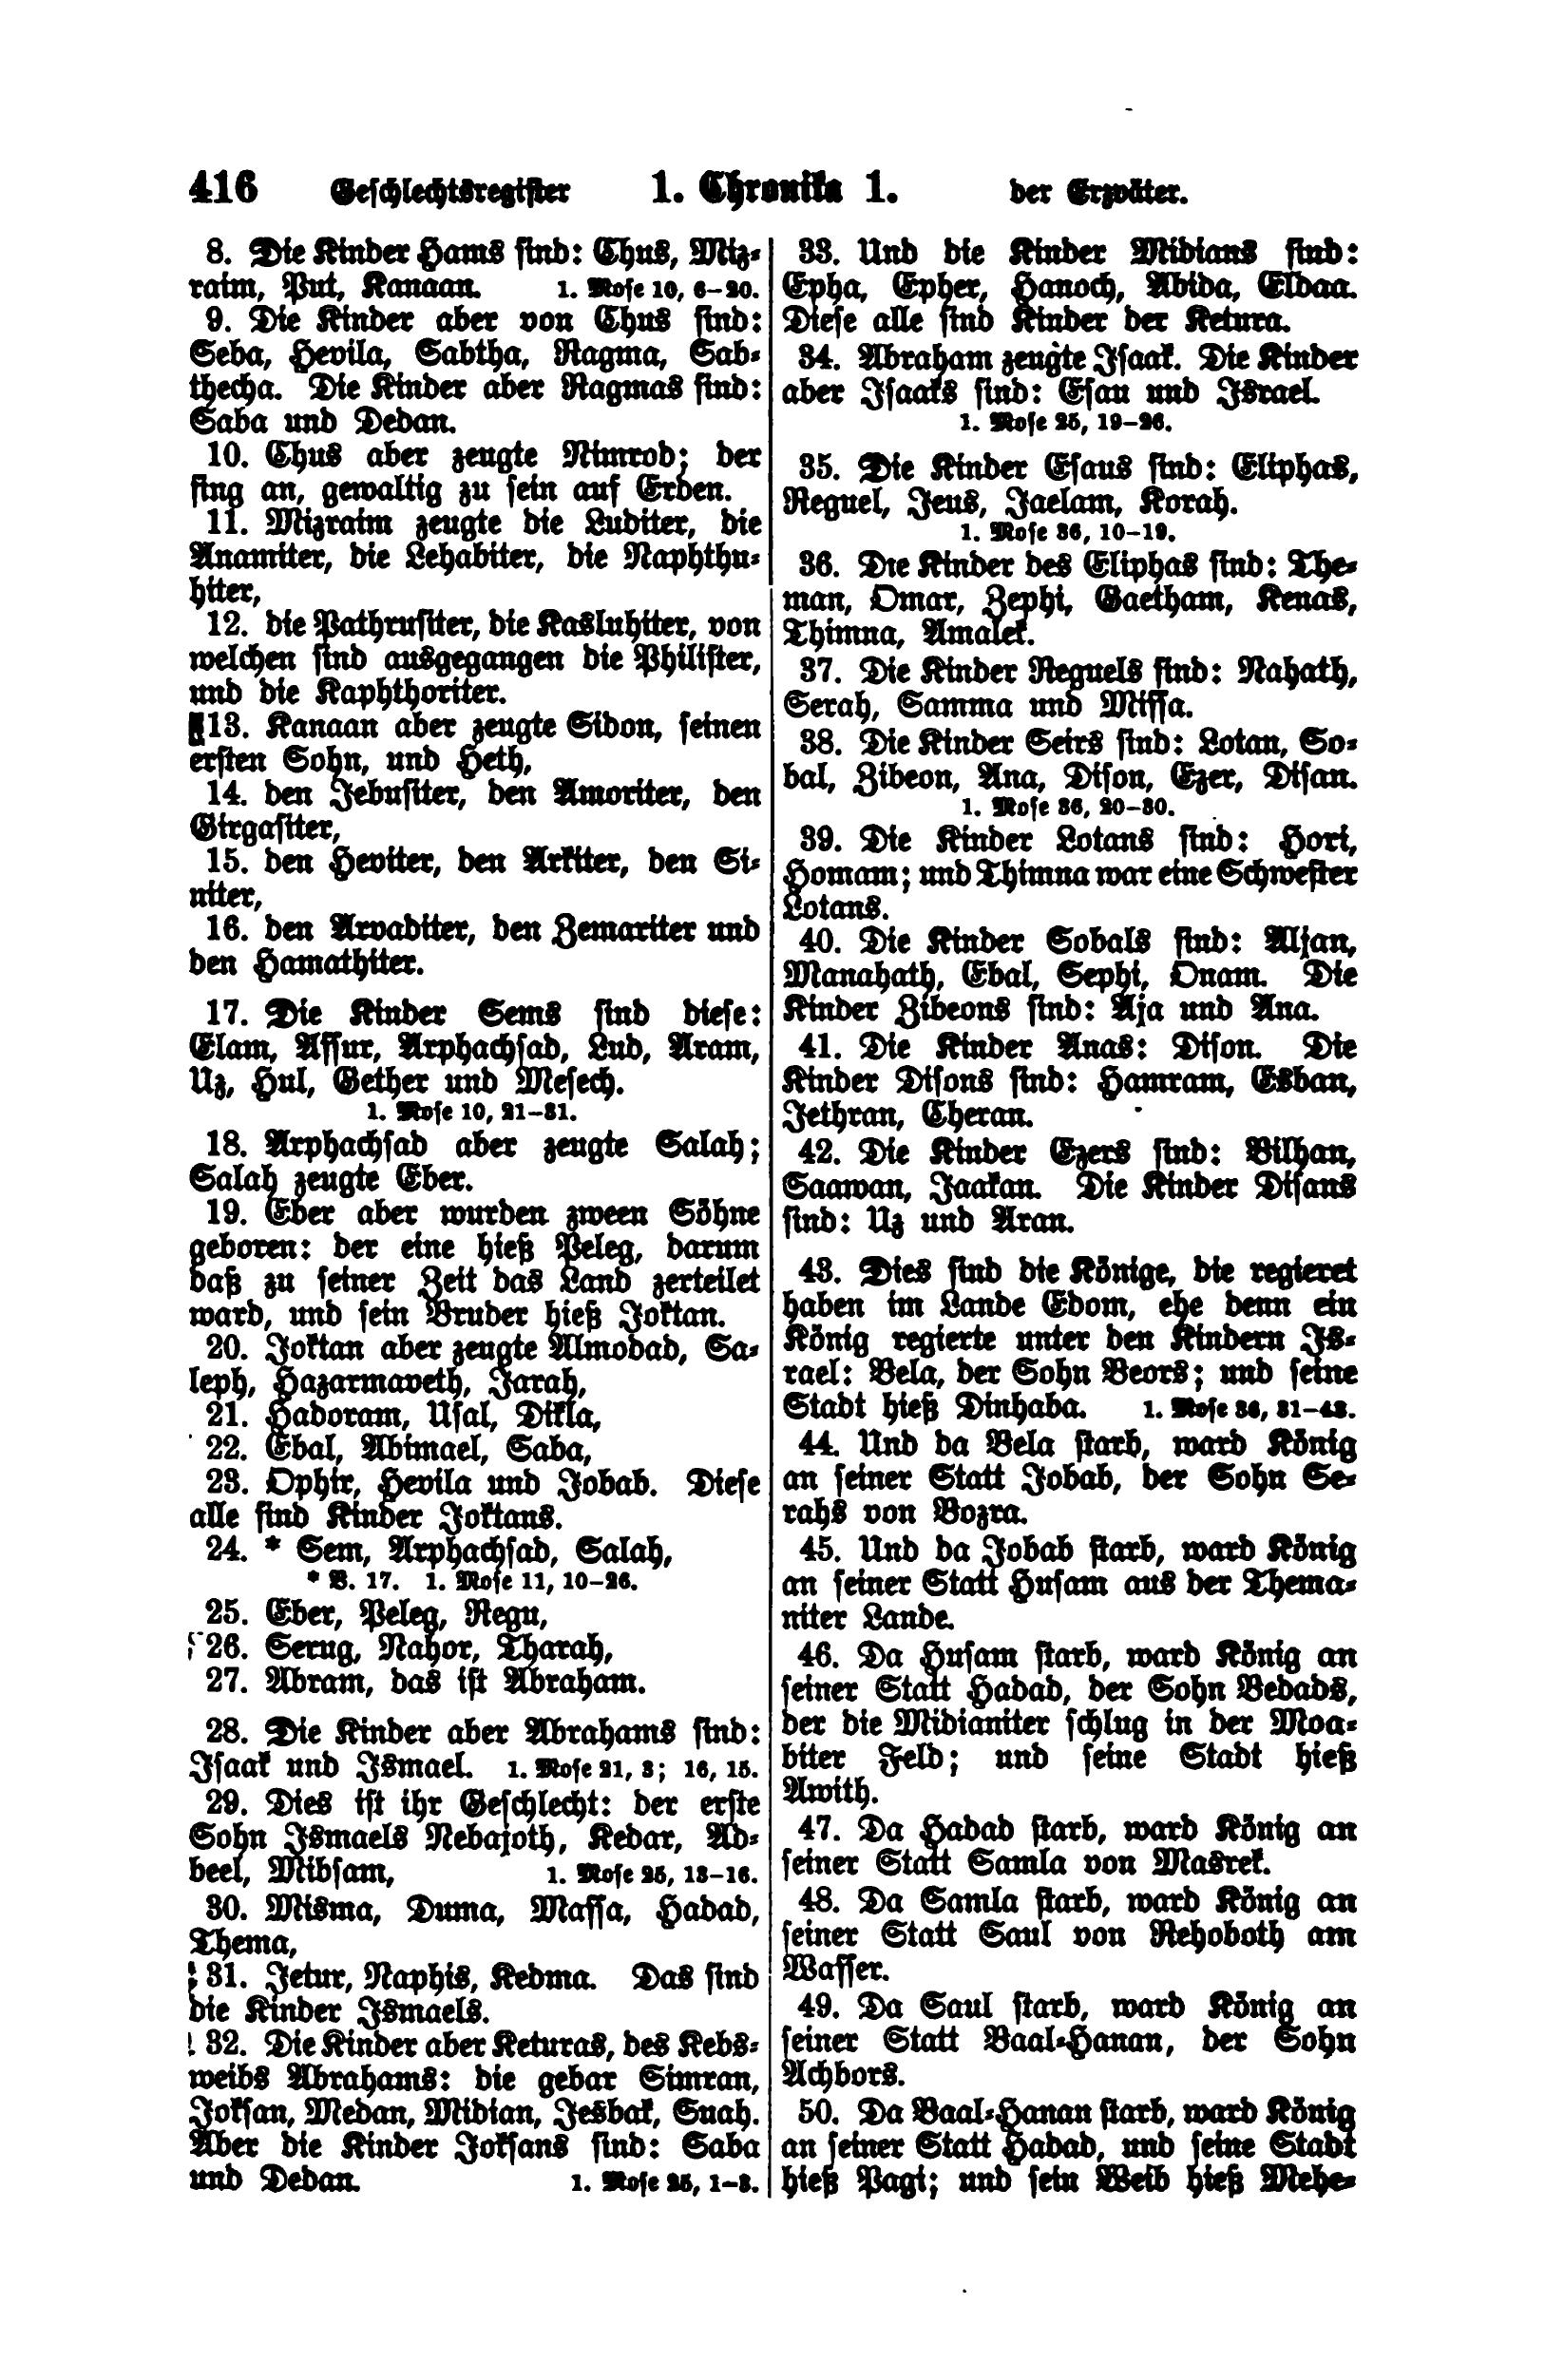 416 Geschlechtsregister 1. Chronika 1. der Erzväter.
8. Die Kinder Hams sind: Chus, Miz-
raim, Put, Kanaan. 1. Mose 10, 6–20.
9. Die Kinder aber von Chus sind:
Seba, Hevila, Sabtha, Ragma, Sab-
thecha. Die Kinder aber Ragmas sind:
Saba und Dedan.
10. Chus aber zeugte Nimrod; der
fing an, gewaltig zu sein auf Erden.
11. Mizraim zeugte die Luditer, die
Anamiter, die Lehabiter, die Naphthu-
hiter,
12. die Pathrusiter, die Kasluhiter, von
welchen sind ausgegangen die Philister,
und die Kaphthoriter.
13. Kanaan aber zeugte Sidon, seinen
ersten Sohn, und Heth,
14. den Jebusiter, den Amoriter, den
Girgasiter,
15. den Heviter, den Arkiter, den Si-
niter,
16. den Arvaditer, den Zemariter und
den Hamathiter.
17. Die Kinder Sems sind diese:
Elam, Assur, Arphachsad, Lud, Aram,
Uz, Hul, Gether und Mesech.
1. Mose 10, 21–31.
18. Arphachsad aber zeugte Salah;
Salah zeugte Eber.
19. Eber aber wurden zween Söhne
geboren: der eine hieß Peleg, darum
daß zu seiner Zeit das Land zerteilet
ward, und sein Bruder hieß Joktan.
20. Joktan aber zeugte Almodad, Sa-
leph, Hazarmaveth, Jarah,
21. Hadoram, Usal, Dikla,
22. Ebal, Abimael, Saba,
23. Ophir, Hevila und Jobab. Diese
alle sind Kinder Joktans.
24. * Sem, Arphachsad, Salah,
* V. 17. 1. Mose 11, 10–26.
25. Eber, Peleg, Regu,
26. Serug, Nahor, Tharah,
27. Abram, das ist Abraham.
28. Die Kinder aber Abrahams sind:
Isaak und Ismael. 1. Mose 21, 3; 16, 15.
29. Dies ist ihr Geschlecht: der erste
Sohn Ismaels Nebajoth, Kedar, Ad-
beel, Mibsam, 1. Mose 25, 13–16.
30. Misma, Duma, Massa, Hadad,
Thema,
31. Jetur, Naphis, Kedma. Das sind
die Kinder Ismaels.
32. Die Kinder aber Keturas, des Kebs-
weibs Abrahams: die gebar Simran,
Joksan, Medan, Midian, Jesbak, Suah.
Aber die Kinder Joksans sind: Saba
und Dedan. 1. Mose 25, 1–3.
33. Und die Kinder Midians sind:
Epha, Epher, Hanoch, Abida, Eldaa.
Diese alle sind Kinder der Ketura.
34. Abraham zeugte Isaak. Die Kinder
aber Isaaks sind: Esau und Israel.
1. Mose 25, 19–26.
35. Die Kinder Esaus sind: Eliphas,
Reguel, Jeus, Jaelam, Korah.
1. Mose 36, 10–19.
36. Die Kinder des Eliphas sind: The-
man, Omar, Zephi, Gaetham, Kenas,
Thimna, Amalek.
37. Die Kinder Reguels sind: Nahath,
Serah, Samma und Missa.
38. Die Kinder Seirs sind: Lotan, So-
bal, Zibeon, Ana, Dison, Ezer, Disan.
1. Mose 36, 20–30.
39. Die Kinder Lotans sind: Hori,
Homam; und Thimna war eine Schwester
Lotans.
40. Die Kinder Sobals sind: Aljan,
Manahath, Ebal, Sephi, Onam. Die
Kinder Zibeons sind: Aja und Ana.
41. Die Kinder Anas: Dison. Die
Kinder Disons sind: Hamram, Esban,
Jethran, Cheran.
42. Die Kinder Ezers sind: Bilhan,
Saawan, Jaakan. Die Kinder Disans
sind: Uz und Aran.
43. Dies sind die Könige, die regieret
haben im Lande Edom, ehe denn ein
König regierte unter den Kindern Is-
rael: Bela, der Sohn Beors; und seine
Stadt hieß Dinhaba. 1. Mose 36, 31–43.
44. Und da Bela starb, ward König
an seiner Statt Jobab, der Sohn Se-
rahs von Bozra.
45. Und da Jobab starb, ward König
an seiner Statt Husam aus der Thema-
niter Lande.
46. Da Husam starb, ward König an
seiner Statt Hadad, der Sohn Bedads,
der die Midianiter schlug in der Moa-
biter Feld; und seine Stadt hieß
Awith.
47. Da Hadad starb, ward König an
seiner Statt Samla von Masrek.
48. Da Samla starb, ward König an
seiner Statt Saul von Rehoboth am
Wasser.
49. Da Saul starb, ward König an
seiner Statt Baal-Hanan, der Sohn
Achbors.
50. Da Baal-Hanan starb, ward König
an seiner Statt Hadad, und seine Stadt
hieß Pagi; und sein Weib hieß Mehe-